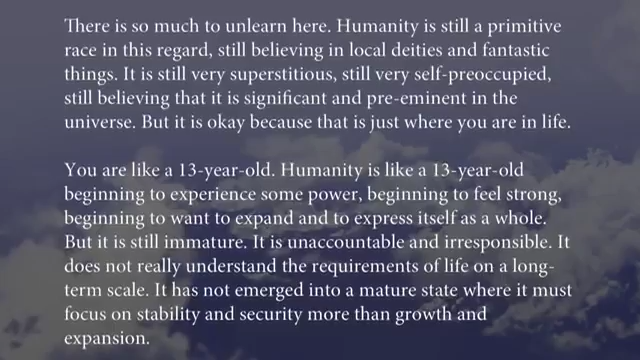 There is so much to unlearn here. Humanity is still a primitive
race in this regard, still believing in local deities and fantastic
things. It is still very superstitious, still very self-preoccupied,
still believing that it is significant and pre-eminent in the
universe. But it is okay because that is just where you are in life.
You are like a 13-year-old. Humanity is like a 13-year-old
beginning to experience some power, beginning to feel strong,
beginning to want to expand and to express itself as a whole.
But it is still immature. It is unaccountable and irresponsible. It
does not really understand the requirements of life on a long-
term scale. It has not emerged into a mature state where it must
focus on stability and security more than growth and
expansion.